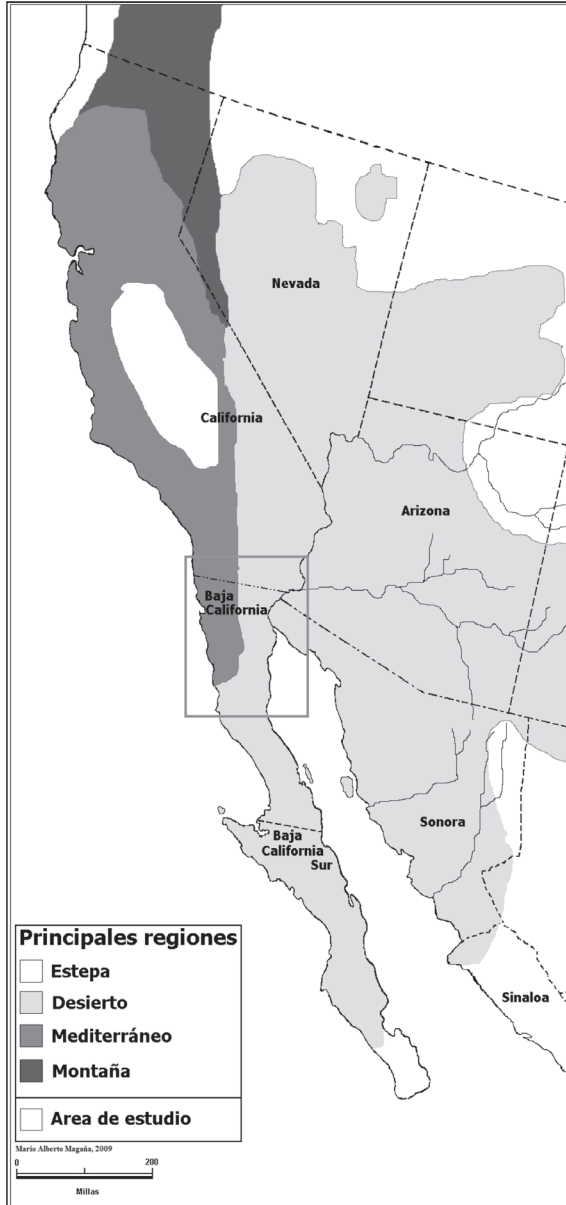 Nevada
California
Arizona
Baja
California
Sonora
Baja
California
Sur
Sinaloa
Principales regiones
Estepa
Desierto
Mediterráneo
Montaña
Area de estudio
Mario Alberto Magaña, 2009
0 200
Millas